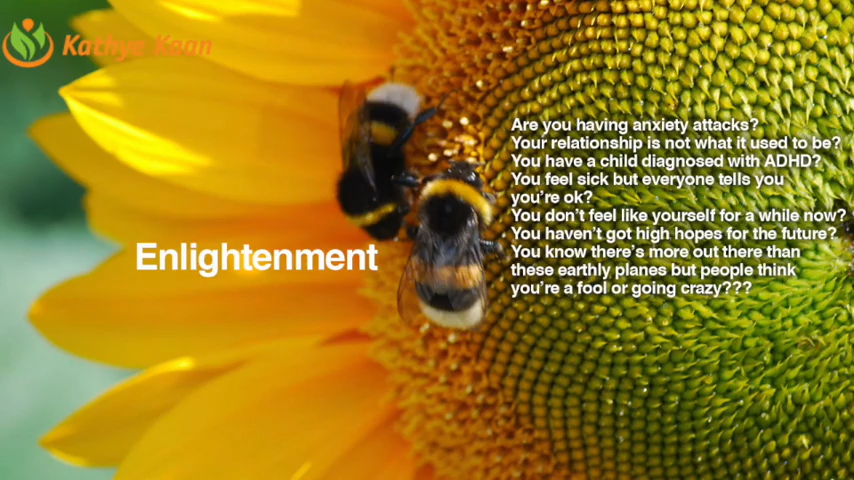 Kathye Kaan
Enlightenment
Are you having anxiety attacks?
Your relationship is not what it used to be?
You have a child diagnosed with ADHD?
You feel sick but everyone tells you
you're ok?
You don't feel like yourself for a while now?
You haven't got high hopes for the future?
You know there's more out there than
these earthly planes but people think
you're a fool or going crazy???